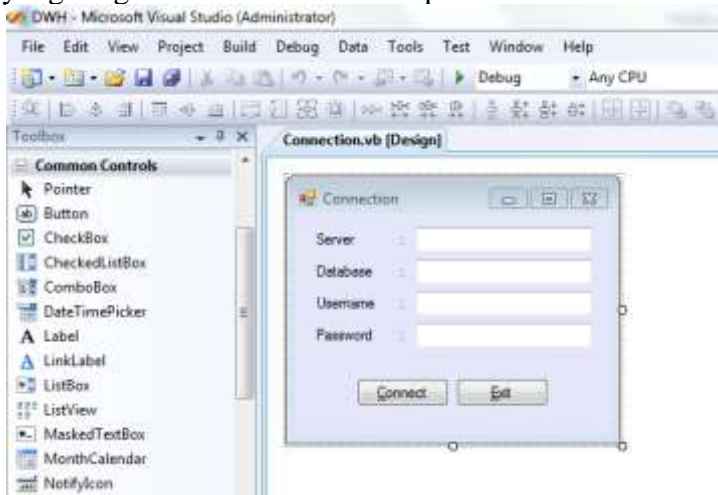 DWH - Microsoft Visual Studio (Administrator)
File Edit View Project Build Debug Data Tools Test Window Help
Debug Any CPU
Toolbox
Connection.vb [Design]
Common Controls
Pointer
Button
CheckBox
CheckedListBox
ComboBox
DateTimePicker
Label
LinkLabel
ListBox
ListView
MaskedTextBox
MonthCalendar
NotifyIcon
Connection
Server :
Database :
Username :
Password :
Connect Exit